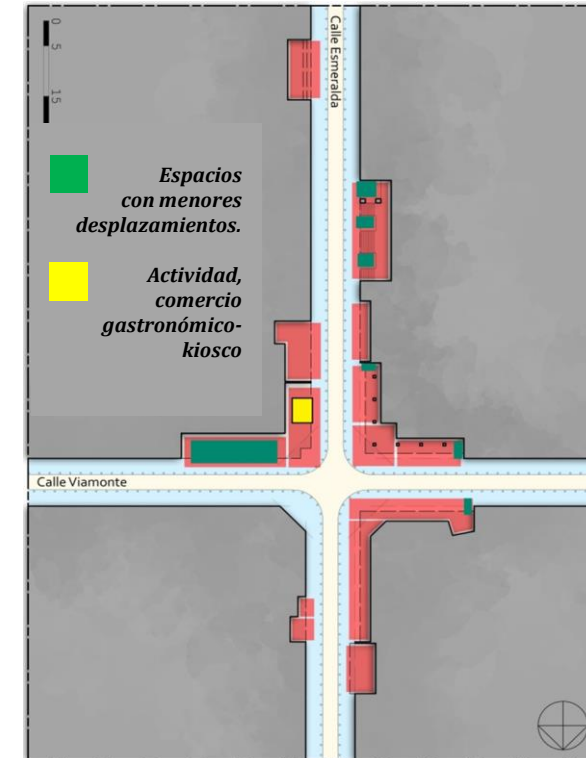 0
5
15
Calle Esmeralda
Espacios
con menores
desplazamientos.
Actividad,
comercio
gastronómico-
kiosco
Calle Viamonte